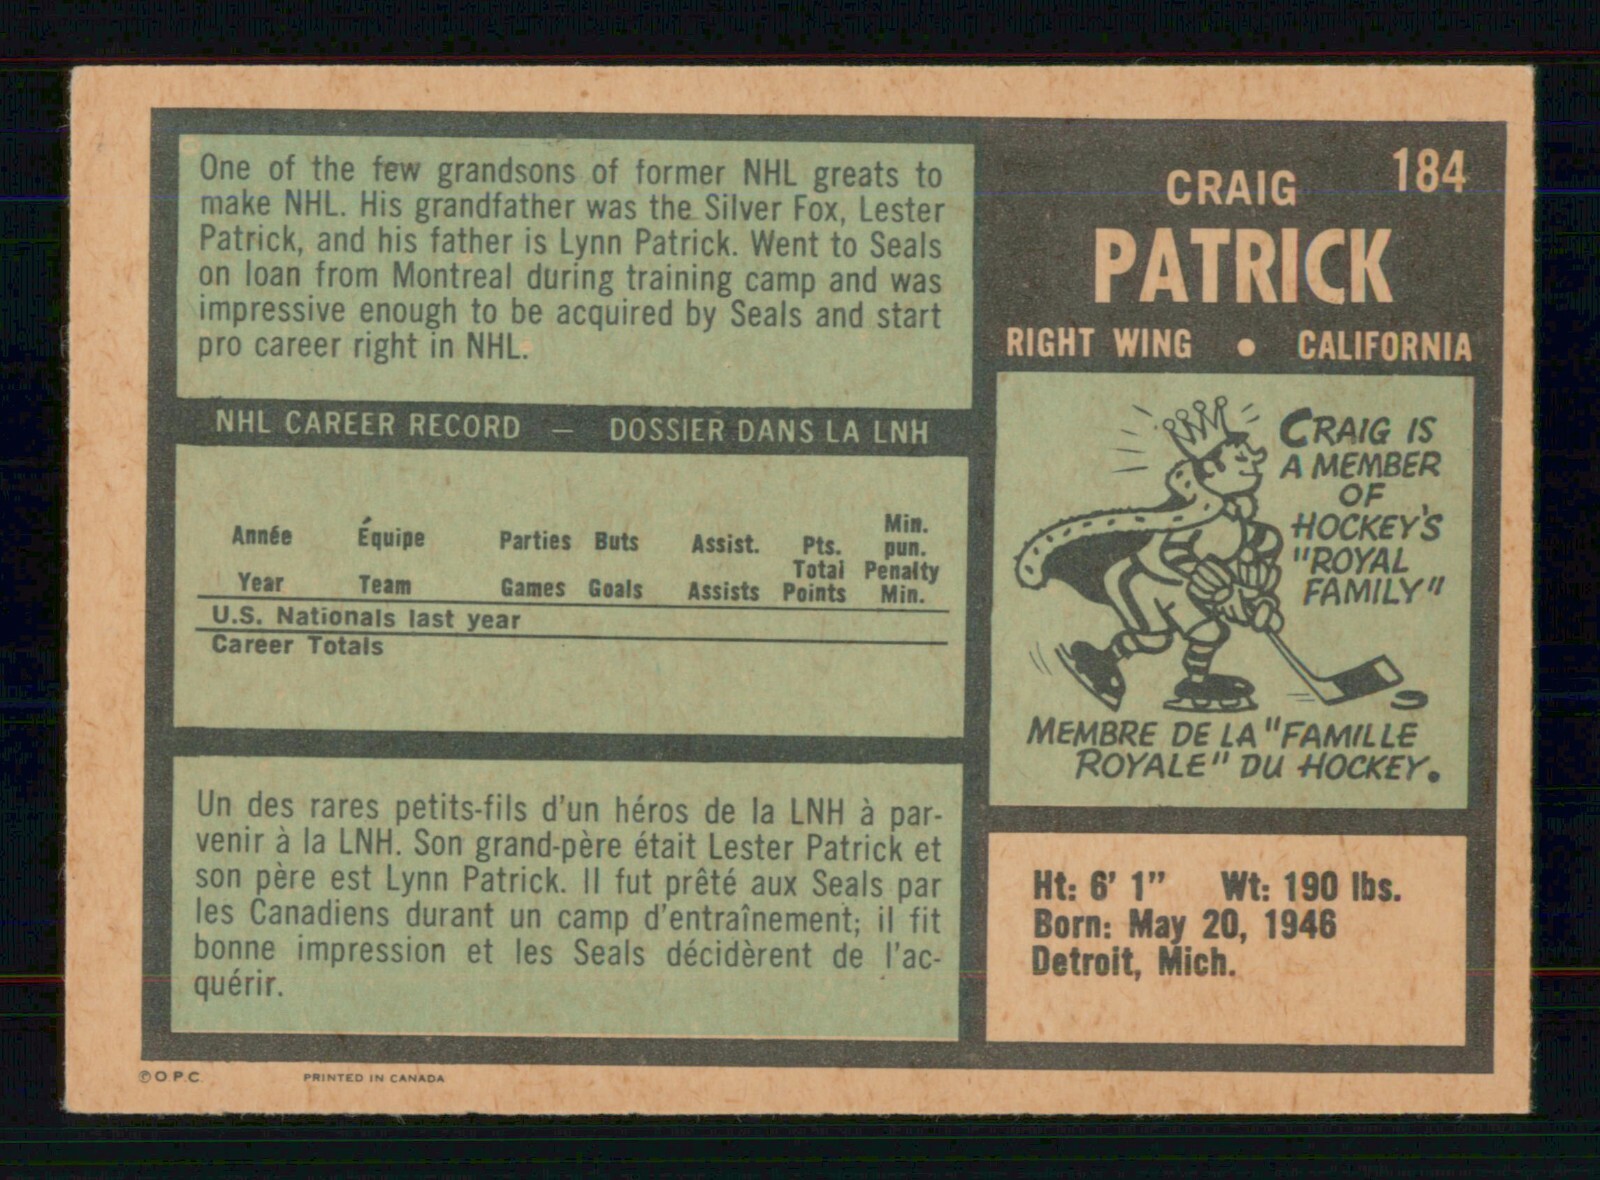 One of the few grandsons of former NHL greats to
make NHL. His grandfather was the Silver Fox, Lester
Patrick, and his father is Lynn Patrick. Went to Seals
on loan from Montreal during training camp and was
impressive enough to be acquired by Seals and start
pro career right in NHL.
NHL CAREER RECORD — DOSSIER DANS LA LNH
Année Équipe Parties Buts Assist. Pts. Min. pun.
Year Team Games Goals Assists Total Points Penalty Min.
U.S. Nationals last year
Career Totals
Un des rares petits-fils d'un héros de la LNH à par-
venir à la LNH. Son grand-père était Lester Patrick et
son père est Lynn Patrick. Il fut prêté aux Seals par
les Canadiens durant un camp d'entraînement; il fit
bonne impression et les Seals décidèrent de l'ac-
quérir.
184
CRAIG
PATRICK
RIGHT WING • CALIFORNIA
CRAIG IS
A MEMBER
OF
HOCKEY'S
"ROYAL
FAMILY"
MEMBRE DE LA "FAMILLE
ROYALE" DU HOCKEY.
Ht: 6' 1" Wt: 190 lbs.
Born: May 20, 1946
Detroit, Mich.
© O.P.C. PRINTED IN CANADA